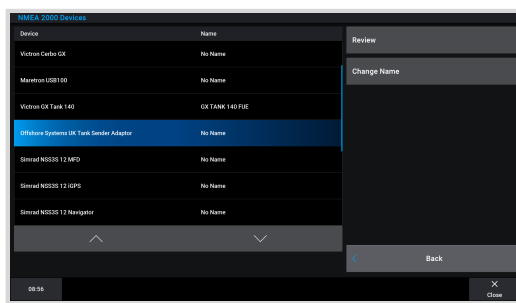 NMEA 2000 Devices
Device Name
Victron Cerbo GX No Name
Maretron USB100 No Name
Victron GX Tank 140 GX TANK 140 FUE
Offshore Systems UK Tank Sender Adaptor No Name
Simrad NSS3S 12 MFD No Name
Simrad NSS3S 12 iGPS No Name
Simrad NSS3S 12 Navigator No Name
Review
Change Name
Back
08:56
Close